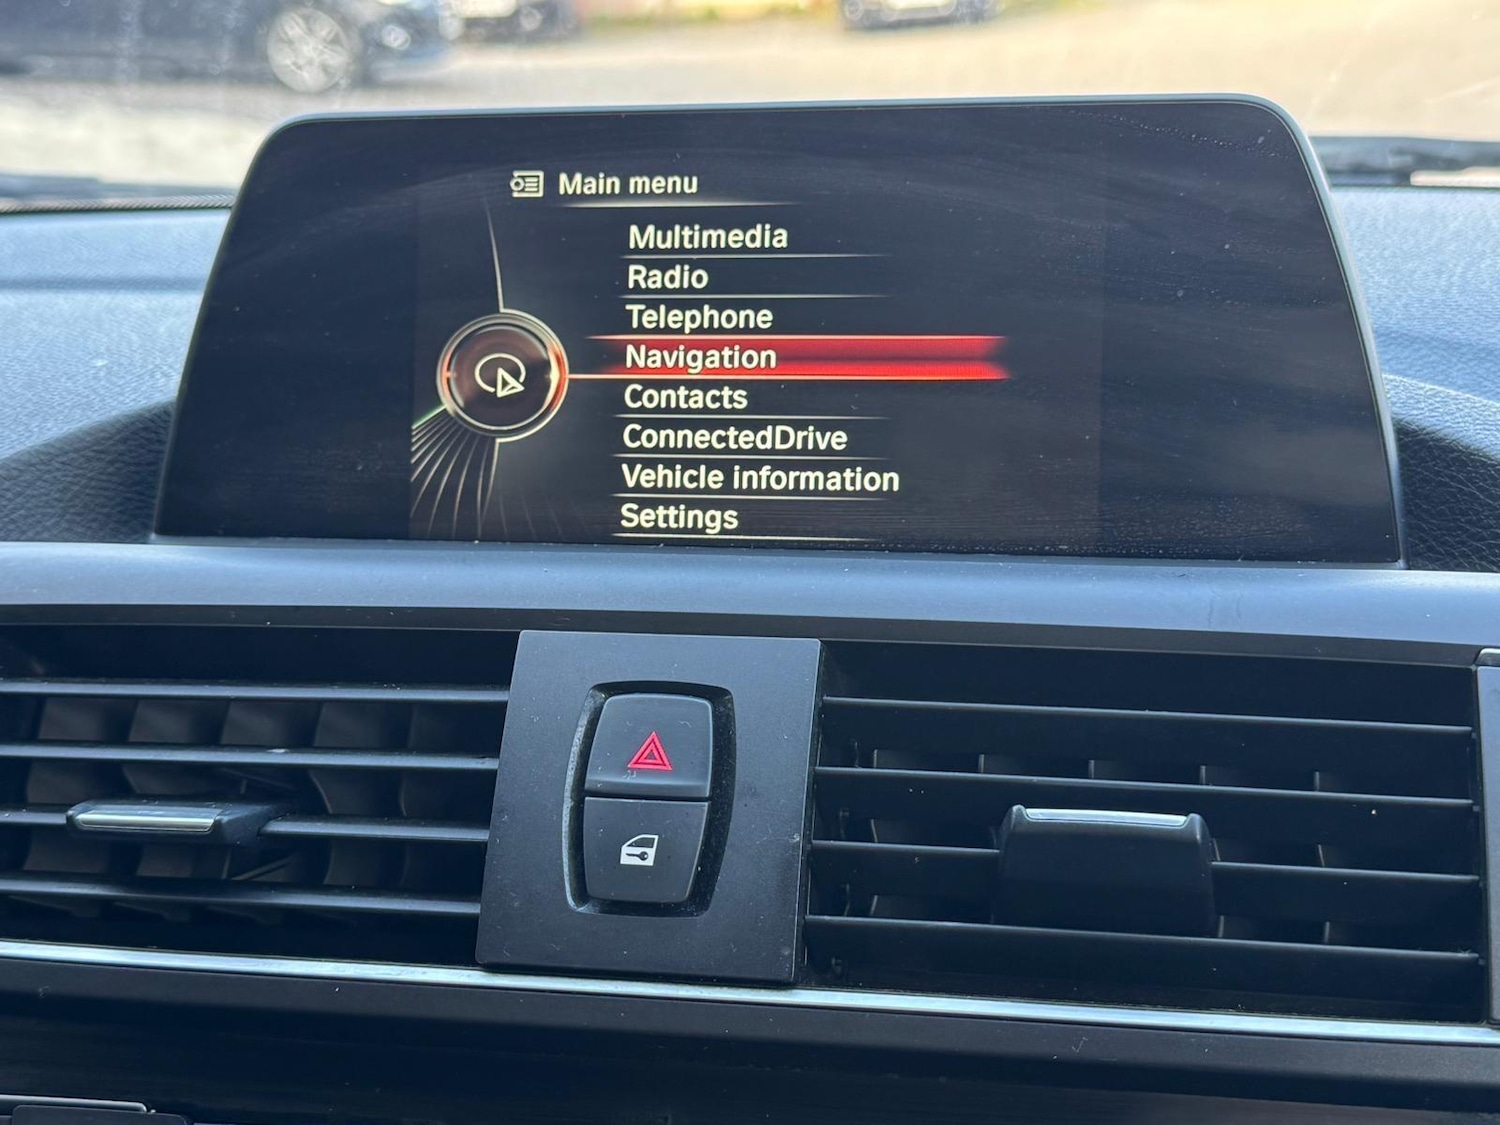 Main menu
Multimedia
Radio
Telephone
Navigation
Contacts
ConnectedDrive
Vehicle information
Settings